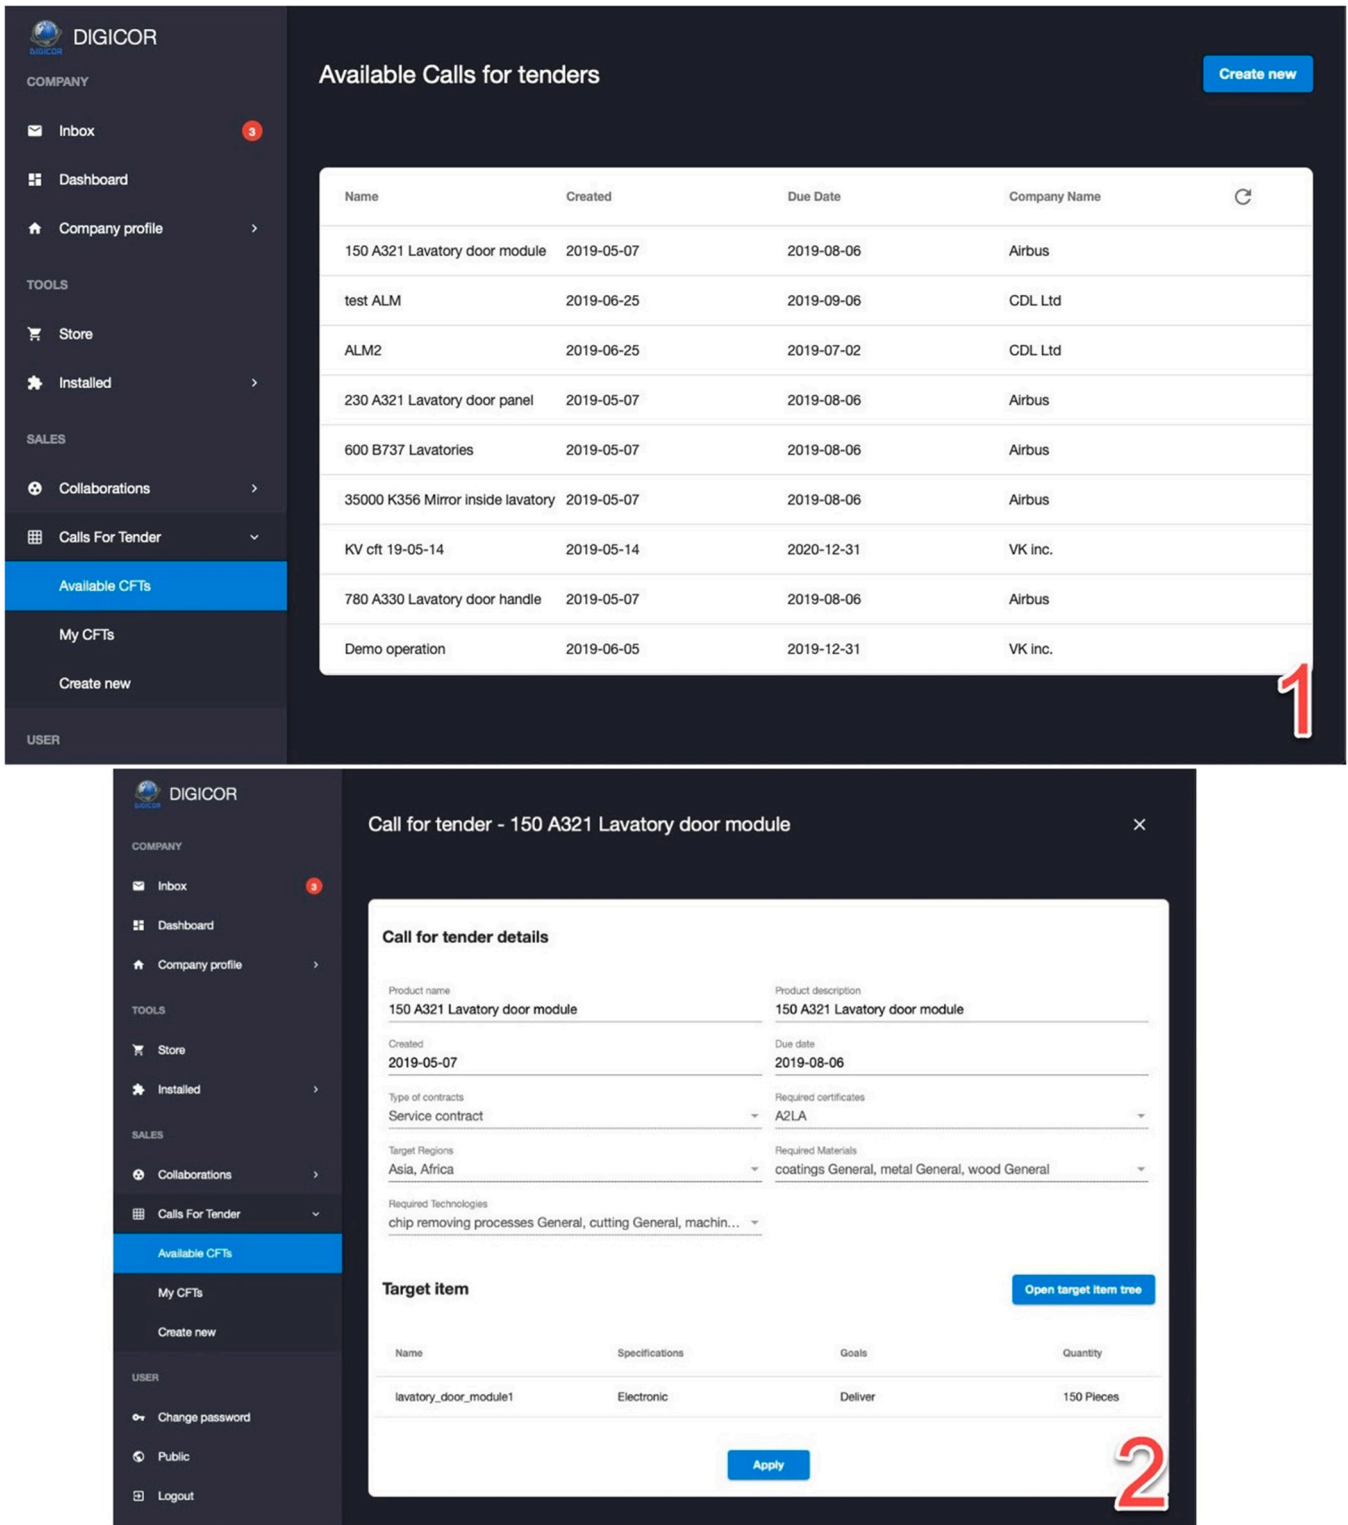 DIGICOR
DIGICOR
COMPANY
Inbox 3
Dashboard
Company profile
TOOLS
Store
Installed
SALES
Collaborations
Calls For Tender
Available CFTs
My CFTs
Create new
USER
Available Calls for tenders
Create new
Name Created Due Date Company Name
150 A321 Lavatory door module 2019-05-07 2019-08-06 Airbus
test ALM 2019-06-25 2019-09-06 CDL Ltd
ALM2 2019-06-25 2019-07-02 CDL Ltd
230 A321 Lavatory door panel 2019-05-07 2019-08-06 Airbus
600 B737 Lavatories 2019-05-07 2019-08-06 Airbus
35000 K356 Mirror inside lavatory 2019-05-07 2019-08-06 Airbus
KV cft 19-05-14 2019-05-14 2020-12-31 VK inc.
780 A330 Lavatory door handle 2019-05-07 2019-08-06 Airbus
Demo operation 2019-06-05 2019-12-31 VK inc.
1
DIGICOR
DIGICOR
COMPANY
Inbox 3
Dashboard
Company profile
TOOLS
Store
Installed
SALES
Collaborations
Calls For Tender
Available CFTs
My CFTs
Create new
USER
Change password
Public
Logout
Call for tender - 150 A321 Lavatory door module
Call for tender details
Product name
150 A321 Lavatory door module
Product description
150 A321 Lavatory door module
Created
2019-05-07
Due date
2019-08-06
Type of contracts
Service contract
Required certificates
A2LA
Target Regions
Asia, Africa
Required Materials
coatings General, metal General, wood General
Required Technologies
chip removing processes General, cutting General, machin...
Target item
Open target item tree
Name Specifications Goals Quantity
lavatory_door_module1 Electronic Deliver 150 Pieces
Apply
2